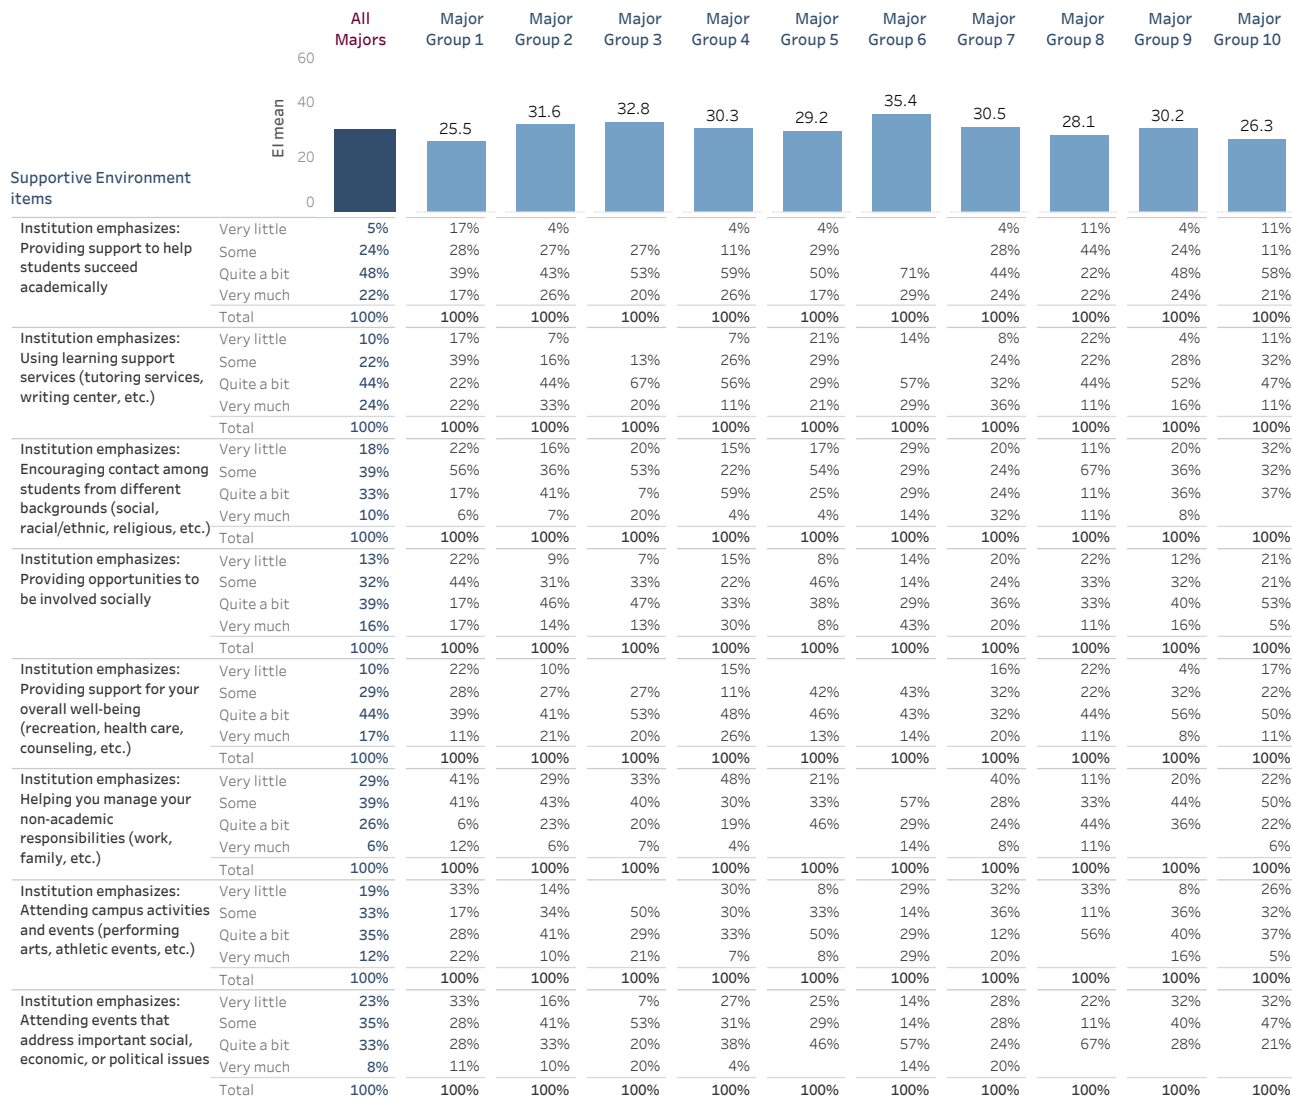 All Major Major Major Major Major Major Major Major Major Major
Majors Group 1 Group 2 Group 3 Group 4 Group 5 Group 6 Group 7 Group 8 Group 9 Group 10
60
40
20
0
EI mean
25.5 31.6 32.8 30.3 29.2 35.4 30.5 28.1 30.2 26.3
Supportive Environment
items
Institution emphasizes:
Providing support to help
students succeed
academically
Very little 5% 17% 4% 4% 4% 4% 11% 4% 11%
Some 24% 28% 27% 27% 11% 29% 28% 44% 24% 11%
Quite a bit 48% 39% 43% 53% 59% 50% 71% 44% 22% 48% 58%
Very much 22% 17% 26% 20% 26% 17% 29% 24% 22% 24% 21%
Total 100% 100% 100% 100% 100% 100% 100% 100% 100% 100% 100%
Institution emphasizes:
Using learning support
services (tutoring services,
writing center, etc.)
Very little 10% 17% 7% 7% 21% 14% 8% 22% 4% 11%
Some 22% 39% 16% 13% 26% 29% 24% 22% 28% 32%
Quite a bit 44% 22% 44% 67% 56% 29% 57% 32% 44% 52% 47%
Very much 24% 22% 33% 20% 11% 21% 29% 36% 11% 16% 11%
Total 100% 100% 100% 100% 100% 100% 100% 100% 100% 100% 100%
Institution emphasizes:
Encouraging contact among
students from different
backgrounds (social,
racial/ethnic, religious, etc.)
Very little 18% 22% 16% 20% 15% 17% 29% 20% 11% 20% 32%
Some 39% 56% 36% 53% 22% 54% 29% 24% 67% 36% 32%
Quite a bit 33% 17% 41% 7% 59% 25% 29% 24% 11% 36% 37%
Very much 10% 6% 7% 20% 4% 4% 14% 32% 11% 8%
Total 100% 100% 100% 100% 100% 100% 100% 100% 100% 100% 100%
Institution emphasizes:
Providing opportunities to
be involved socially
Very little 13% 22% 9% 7% 15% 8% 14% 20% 22% 12% 21%
Some 32% 44% 31% 33% 22% 46% 14% 24% 33% 32% 21%
Quite a bit 39% 17% 46% 47% 33% 38% 29% 36% 33% 40% 53%
Very much 16% 17% 14% 13% 30% 8% 43% 20% 11% 16% 5%
Total 100% 100% 100% 100% 100% 100% 100% 100% 100% 100% 100%
Institution emphasizes:
Providing support for your
overall well-being
(recreation, health care,
counseling, etc.)
Very little 10% 22% 10% 15% 16% 22% 4% 17%
Some 29% 28% 27% 27% 11% 42% 43% 32% 22% 32% 22%
Quite a bit 44% 39% 41% 53% 48% 46% 43% 32% 44% 56% 50%
Very much 17% 11% 21% 20% 26% 13% 14% 20% 11% 8% 11%
Total 100% 100% 100% 100% 100% 100% 100% 100% 100% 100% 100%
Institution emphasizes:
Helping you manage your
non-academic
responsibilities (work,
family, etc.)
Very little 29% 41% 29% 33% 48% 21% 40% 11% 20% 22%
Some 39% 41% 43% 40% 30% 33% 57% 28% 33% 44% 50%
Quite a bit 26% 6% 23% 20% 19% 46% 29% 24% 44% 36% 22%
Very much 6% 12% 6% 7% 4% 14% 8% 11% 6%
Total 100% 100% 100% 100% 100% 100% 100% 100% 100% 100% 100%
Institution emphasizes:
Attending campus activities
and events (performing
arts, athletic events, etc.)
Very little 19% 33% 14% 30% 8% 29% 32% 33% 8% 26%
Some 33% 17% 34% 50% 30% 33% 14% 36% 11% 36% 32%
Quite a bit 35% 28% 41% 29% 33% 50% 29% 12% 56% 40% 37%
Very much 12% 22% 10% 21% 7% 8% 29% 20% 16% 5%
Total 100% 100% 100% 100% 100% 100% 100% 100% 100% 100% 100%
Institution emphasizes:
Attending events that
address important social,
economic, or political issues
Very little 23% 33% 16% 7% 27% 25% 14% 28% 22% 32% 32%
Some 35% 28% 41% 53% 31% 29% 14% 28% 11% 40% 47%
Quite a bit 33% 28% 33% 20% 38% 46% 57% 24% 67% 28% 21%
Very much 8% 11% 10% 20% 4% 14% 20%
Total 100% 100% 100% 100% 100% 100% 100% 100% 100% 100% 100%